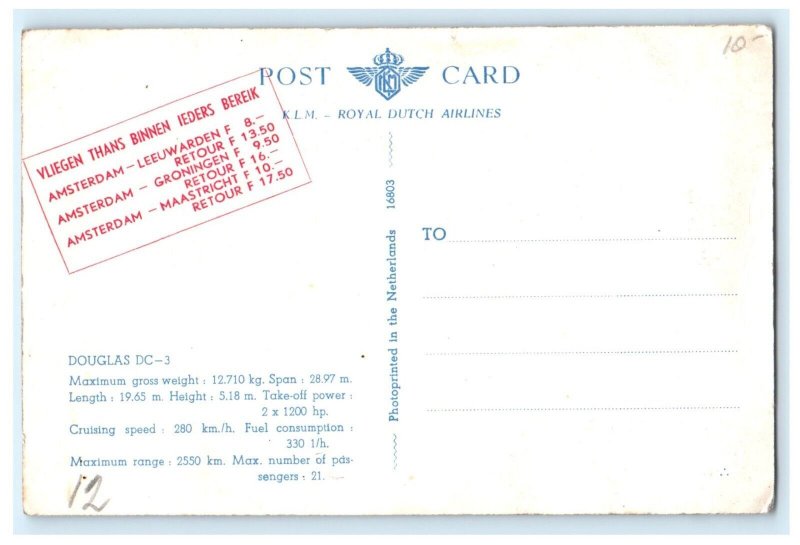 10-
POST CARD
K.L.M. – ROYAL DUTCH AIRLINES
VLIEGEN THANS BINNEN IEDERS BEREIK
AMSTERDAM – LEEUWARDEN F 8.–
RETOUR F 13.50
AMSTERDAM – GRONINGEN F 9.50
RETOUR F 16.–
AMSTERDAM – MAASTRICHT F 10.–
RETOUR F 17.50
Photoprinted in the Netherlands 16803
TO
DOUGLAS DC–3
Maximum gross weight : 12.710 kg. Span : 28.97 m.
Length : 19.65 m. Height : 5.18 m. Take-off power :
2 x 1200 hp.
Cruising speed : 280 km./h. Fuel consumption :
330 l/h.
Maximum range : 2550 km. Max. number of pas-
sengers : 21.
12